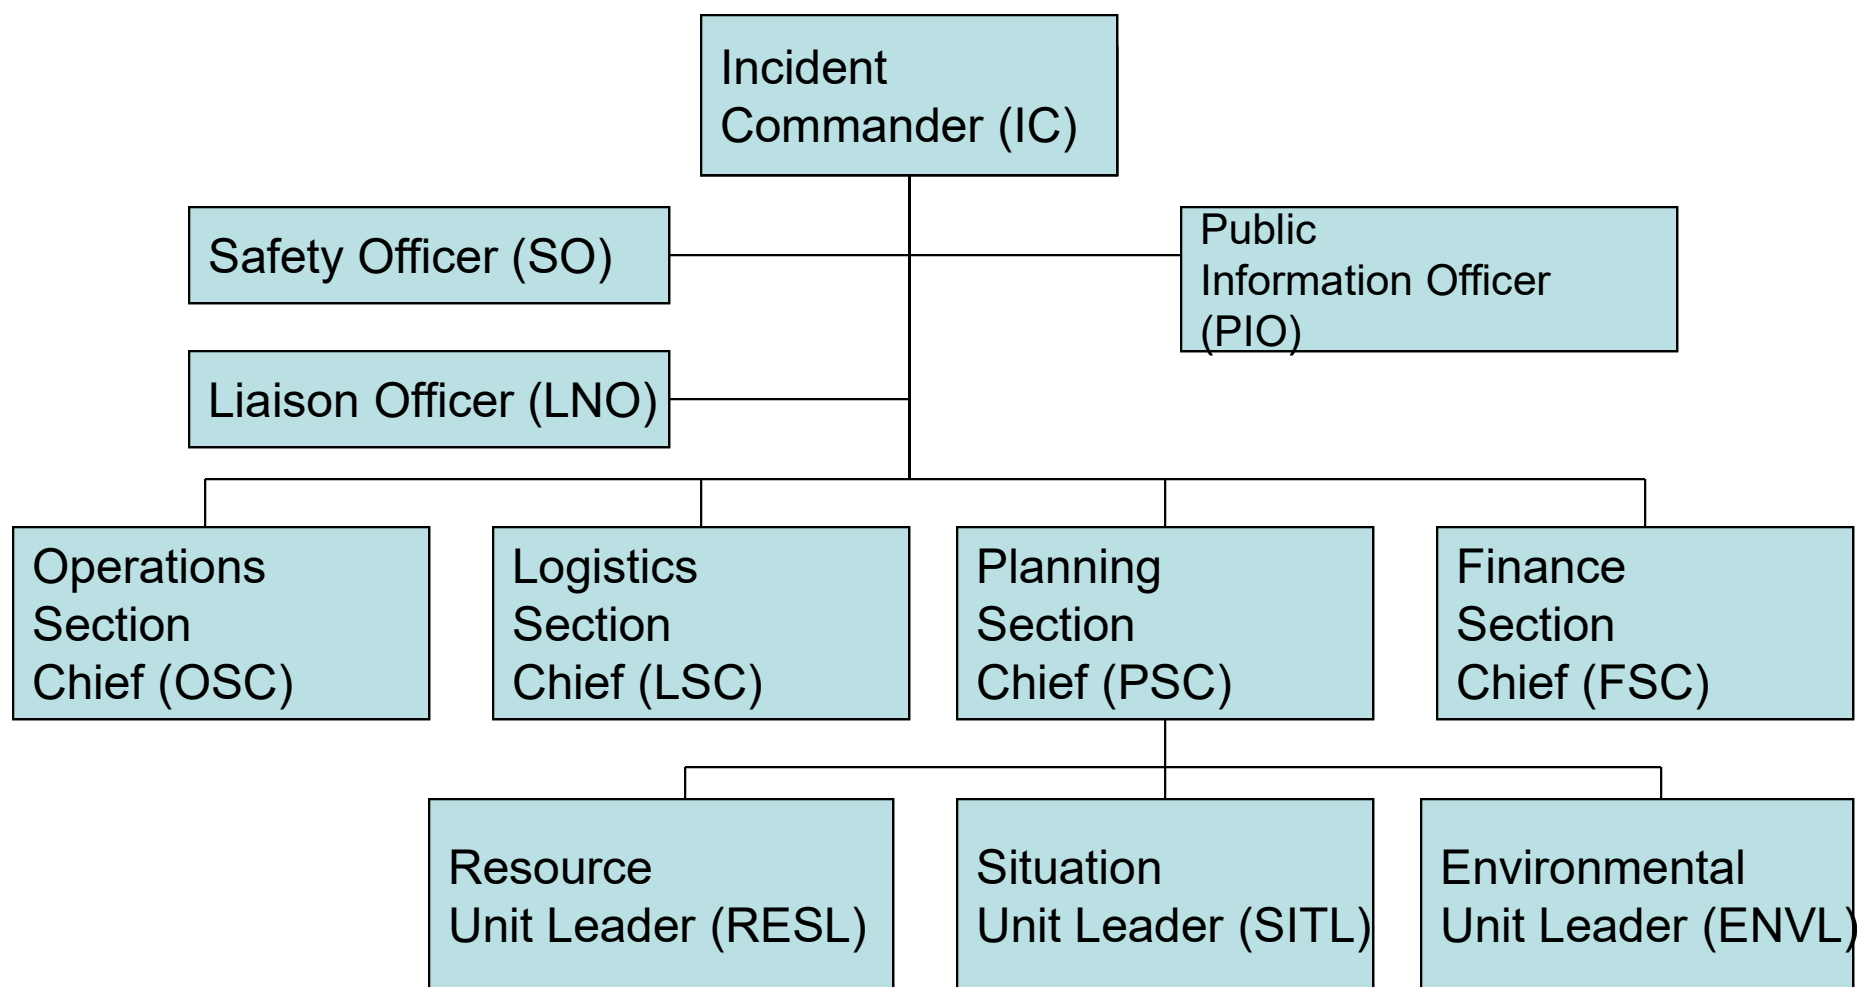 Incident
Commander (IC)
Safety Officer (SO)
Public
Information Officer
(PIO)
Liaison Officer (LNO)
Operations
Section
Chief (OSC)
Logistics
Section
Chief (LSC)
Planning
Section
Chief (PSC)
Finance
Section
Chief (FSC)
Resource
Unit Leader (RESL)
Situation
Unit Leader (SITL)
Environmental
Unit Leader (ENVL)